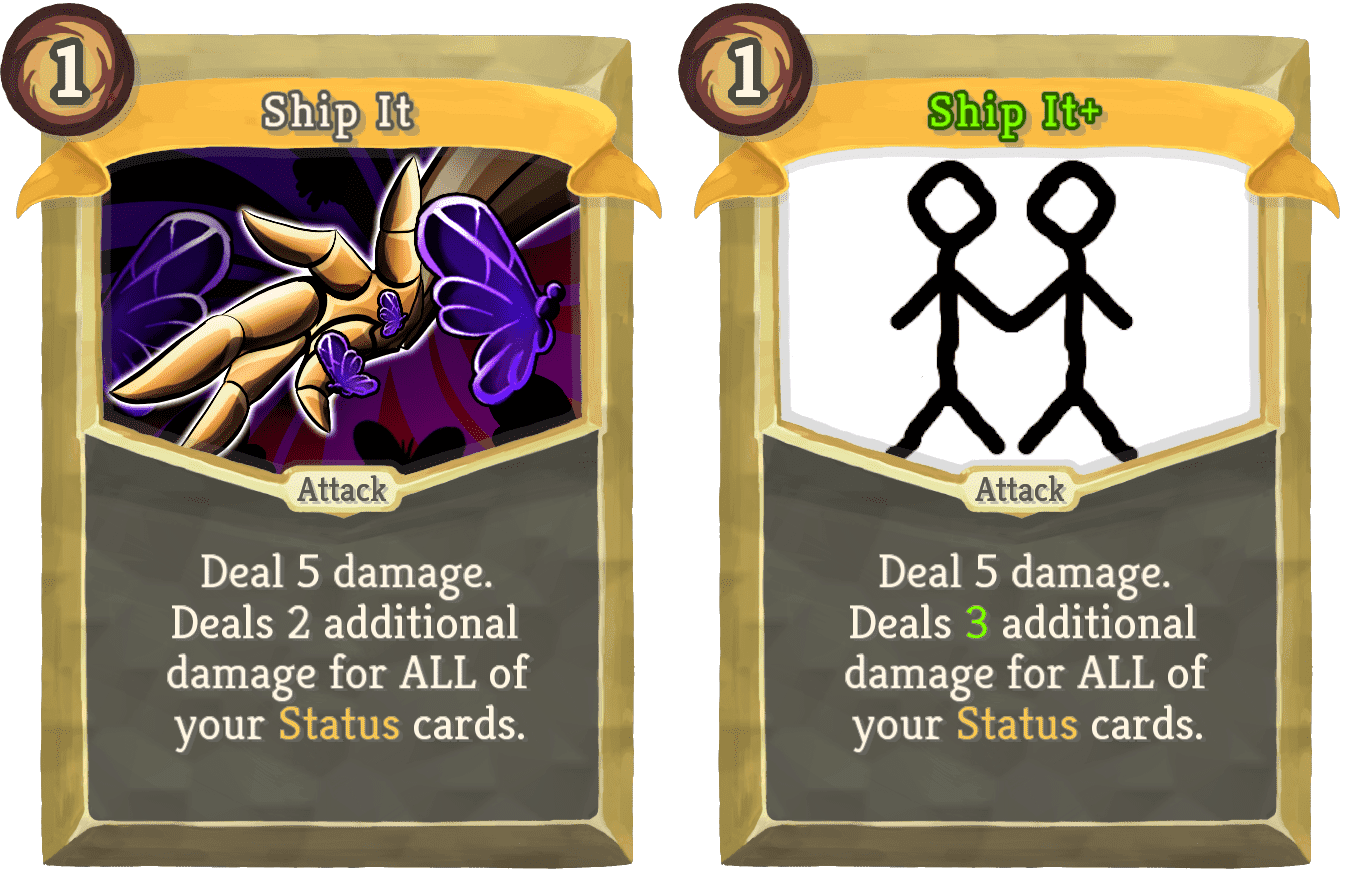 1
Ship It
Attack
Deal 5 damage.
Deals 2 additional
damage for ALL of
your Status cards.
1
Ship It+
Attack
Deal 5 damage.
Deals 3 additional
damage for ALL of
your Status cards.